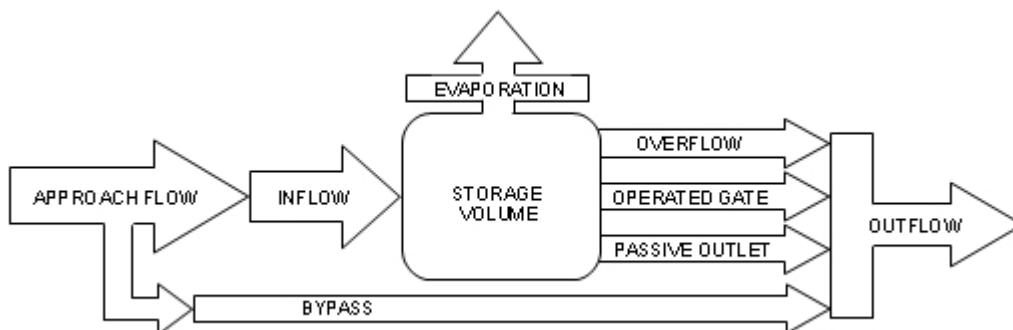 EVAPORATION
OVERFLOW
APPROACH FLOW
INFLOW
STORAGE
VOLUME
OPERATED GATE
OUTFLOW
PASSIVE OUTLET
BYPASS